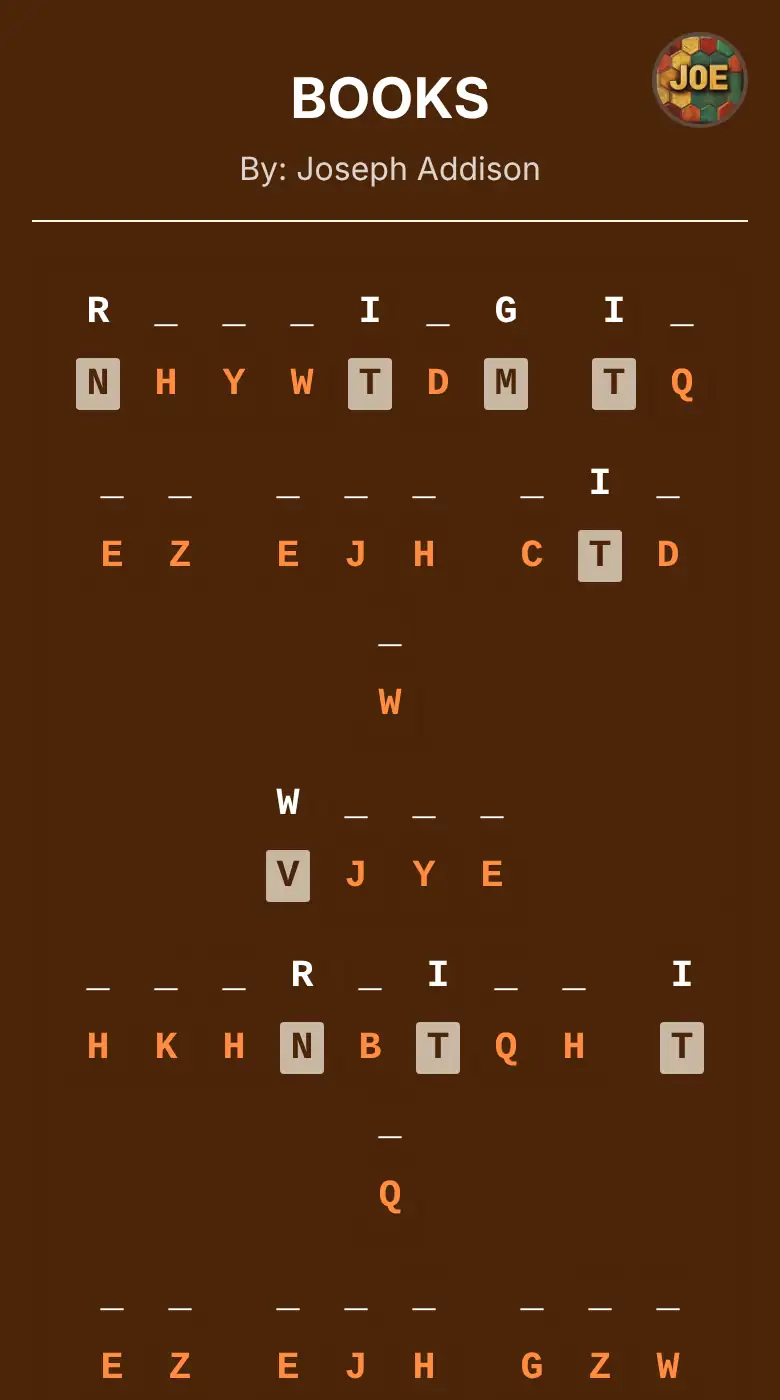 JOE
BOOKS
By: Joseph Addison
R _ _ _ I _ G I _
N H Y W T D M T Q
_ _ _ _ _ _ I _
E Z E J H C T D
_
W
W _ _ _
V J Y E
_ _ _ R _ I _ _ I
H K H N B T Q H T
_
Q
_ _ _ _ _ _ _ _
E Z E J H G Z W